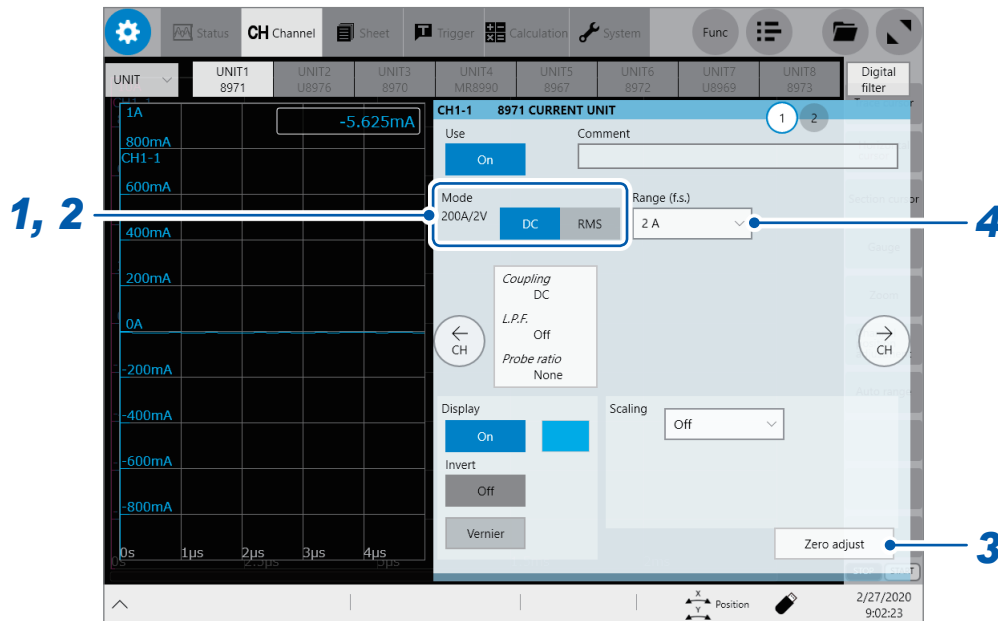 Status CH Channel Sheet Trigger Calculation System Func
UNIT UNIT1 UNIT2 UNIT3 UNIT4 UNIT5 UNIT6 UNIT7 UNIT8 Digital
8971 U8976 8970 MR8990 8967 8972 U8969 8973 filter
1A -5.625mA
CH1-1 8971 CURRENT UNIT 1 2
800mA
CH1-1
600mA
400mA
200mA
0A
-200mA
-400mA
-600mA
-800mA
0s 1μs 2μs 3μs 4μs
Use Comment
On
Mode Range (f.s.)
200A/2V DC RMS 2 A
1, 2
4
Coupling
DC
L.P.F.
Off
Probe ratio
None
← CH
→ CH
Display Scaling
On Off
Invert
Off
Vernier
Zero adjust
3
X Y Position
2/27/2020
9:02:23